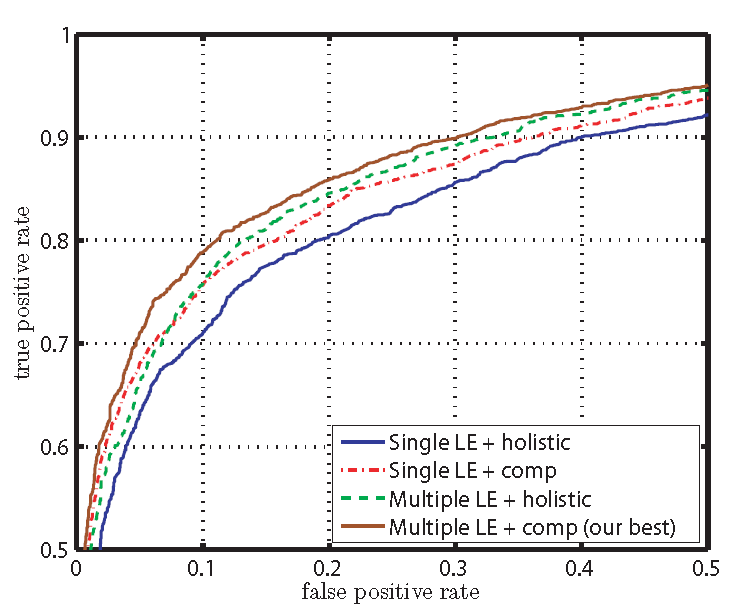 1
0.9
0.8
0.7
0.6
0.5
true positive rate
Single LE + holistic
Single LE + comp
Multiple LE + holistic
Multiple LE + comp (our best)
0 0.1 0.2 0.3 0.4 0.5
false positive rate